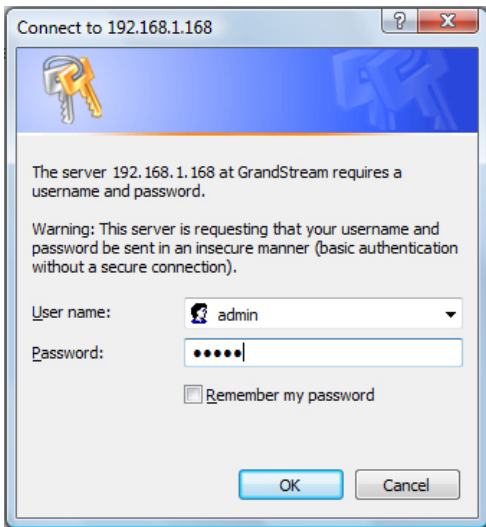 Connect to 192.168.1.168
The server 192.168.1.168 at GrandStream requires a
username and password.
Warning: This server is requesting that your username and
password be sent in an insecure manner (basic authentication
without a secure connection).
User name:
admin
Password:
●●●●●
Remember my password
OK
Cancel